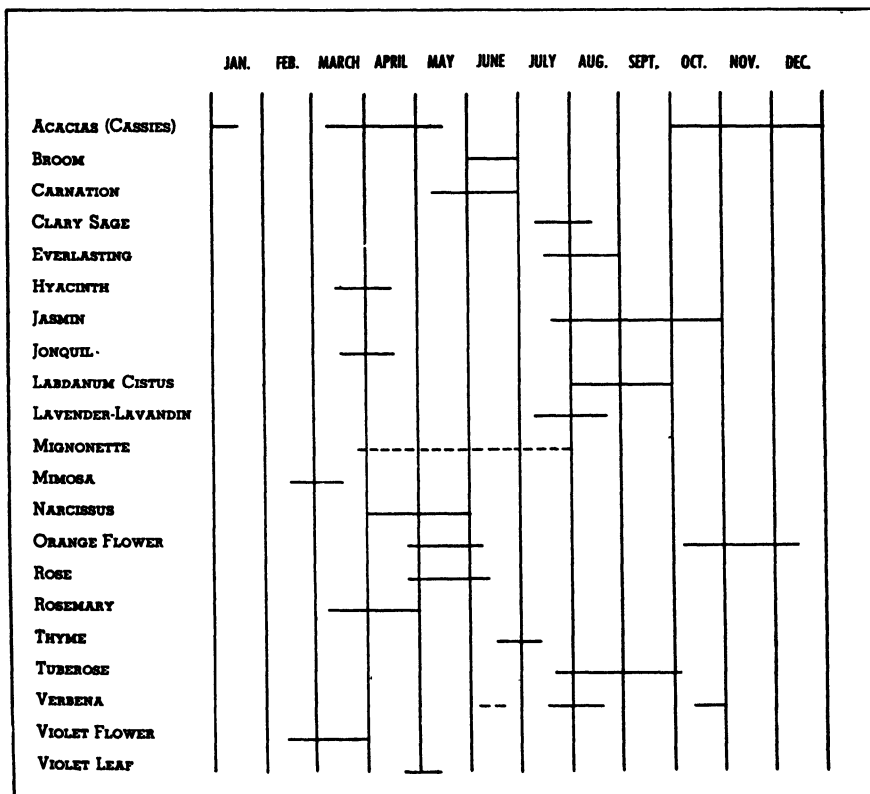 JAN. FEB. MARCH APRIL MAY JUNE JULY AUG. SEPT. OCT. NOV. DEC.
ACACIAS (CASSIES)
BROOM
CARNATION
CLARY SAGE
EVERLASTING
HYACINTH
JASMIN
JONQUIL.
LABDANUM CISTUS
LAVENDER-LAVANDIN
MIGNONETTE
MIMOSA
NARCISSUS
ORANGE FLOWER
ROSE
ROSEMARY
THYME
TUBEROSE
VERBENA
VIOLET FLOWER
VIOLET LEAF